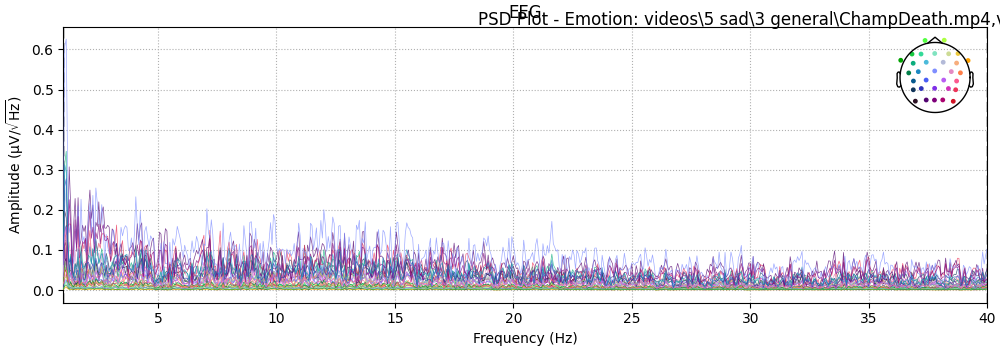 EEG
PSD Plot - Emotion: videos\5 sad\3 general\ChampDeath.mp4,v
Amplitude (µV/√Hz)
0.6
0.5
0.4
0.3
0.2
0.1
0.0
5 10 15 20 25 30 35 40
Frequency (Hz)